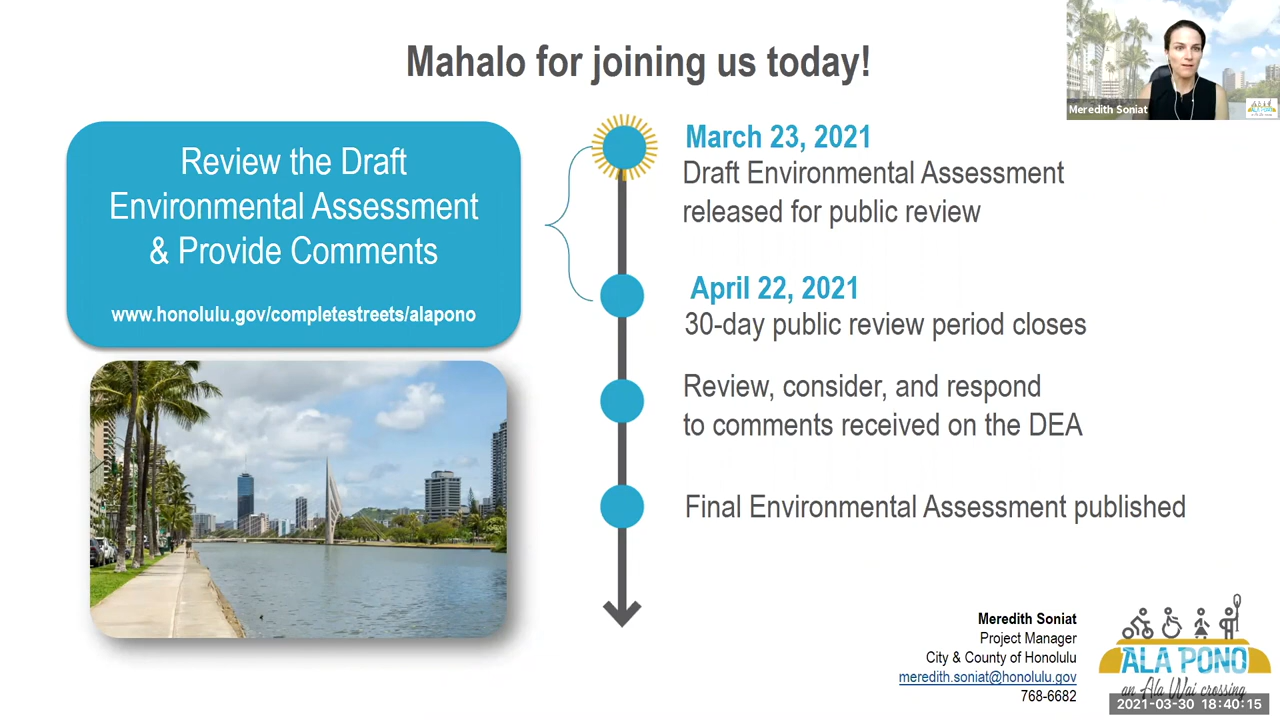 Mahalo for joining us today!
Meredith Soniat
ALA PONO
Review the Draft
Environmental Assessment
& Provide Comments
www.honolulu.gov/completestreets/alapono
March 23, 2021
Draft Environmental Assessment
released for public review
April 22, 2021
30-day public review period closes
Review, consider, and respond
to comments received on the DEA
Final Environmental Assessment published
Meredith Soniat
Project Manager
City & County of Honolulu
meredith.soniat@honolulu.gov
768-6682
ALA PONO
an Ala Wai crossing
2021-03-30 18:40:15